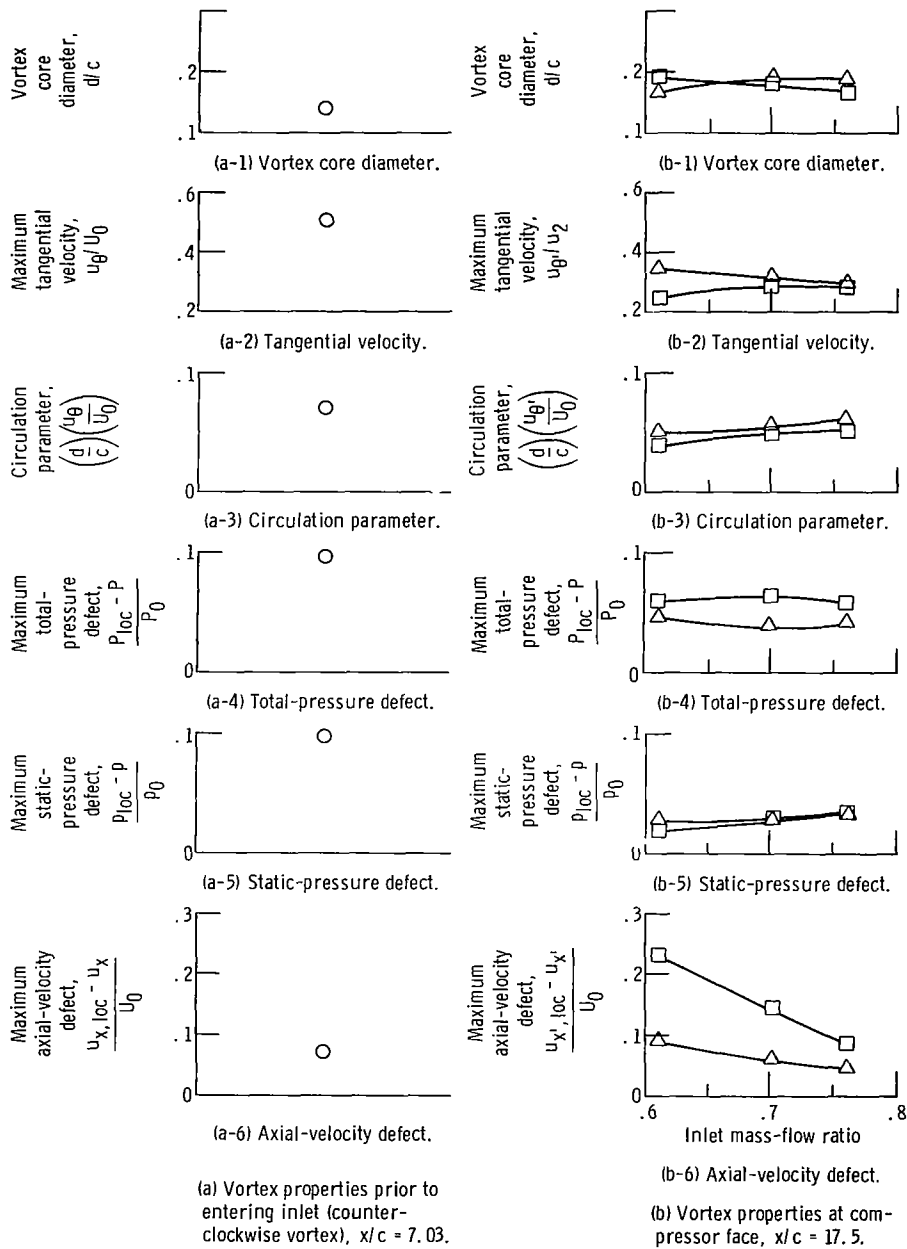 Vortex
core
diameter,
d/c
.2
.1
(a-1) Vortex core diameter.
Maximum
tangential
velocity,
uθ/U0
.6
.4
.2
(a-2) Tangential velocity.
Circulation
parameter,
(d/c)(uθ/U0)
.1
0
(a-3) Circulation parameter.
Maximum
total-
pressure
defect,
Ploc - P
P0
.1
0
(a-4) Total-pressure defect.
Maximum
static-
pressure
defect,
ploc - p
p0
.1
0
(a-5) Static-pressure defect.
Maximum
axial-velocity
defect,
ux, loc - ux
U0
.3
.2
.1
0
(a-6) Axial-velocity defect.
(a) Vortex properties prior to
entering inlet (counter-
clockwise vortex), x/c = 7.03.
Vortex
core
diameter,
d/c
.2
.1
(b-1) Vortex core diameter.
Maximum
tangential
velocity,
uθ'/u2
.6
.4
.2
(b-2) Tangential velocity.
Circulation
parameter,
(d/c)(uθ'/U0)
.1
0
(b-3) Circulation parameter.
Maximum
total-
pressure
defect,
Ploc - P
P0
.1
0
(b-4) Total-pressure defect.
Maximum
static-
pressure
defect,
ploc - p
p0
.1
0
(b-5) Static-pressure defect.
Maximum
axial-velocity
defect,
ux', loc - ux'
U0
.3
.2
.1
0
.6 .7 .8
Inlet mass-flow ratio
(b-6) Axial-velocity defect.
(b) Vortex properties at com-
pressor face, x/c = 17.5.